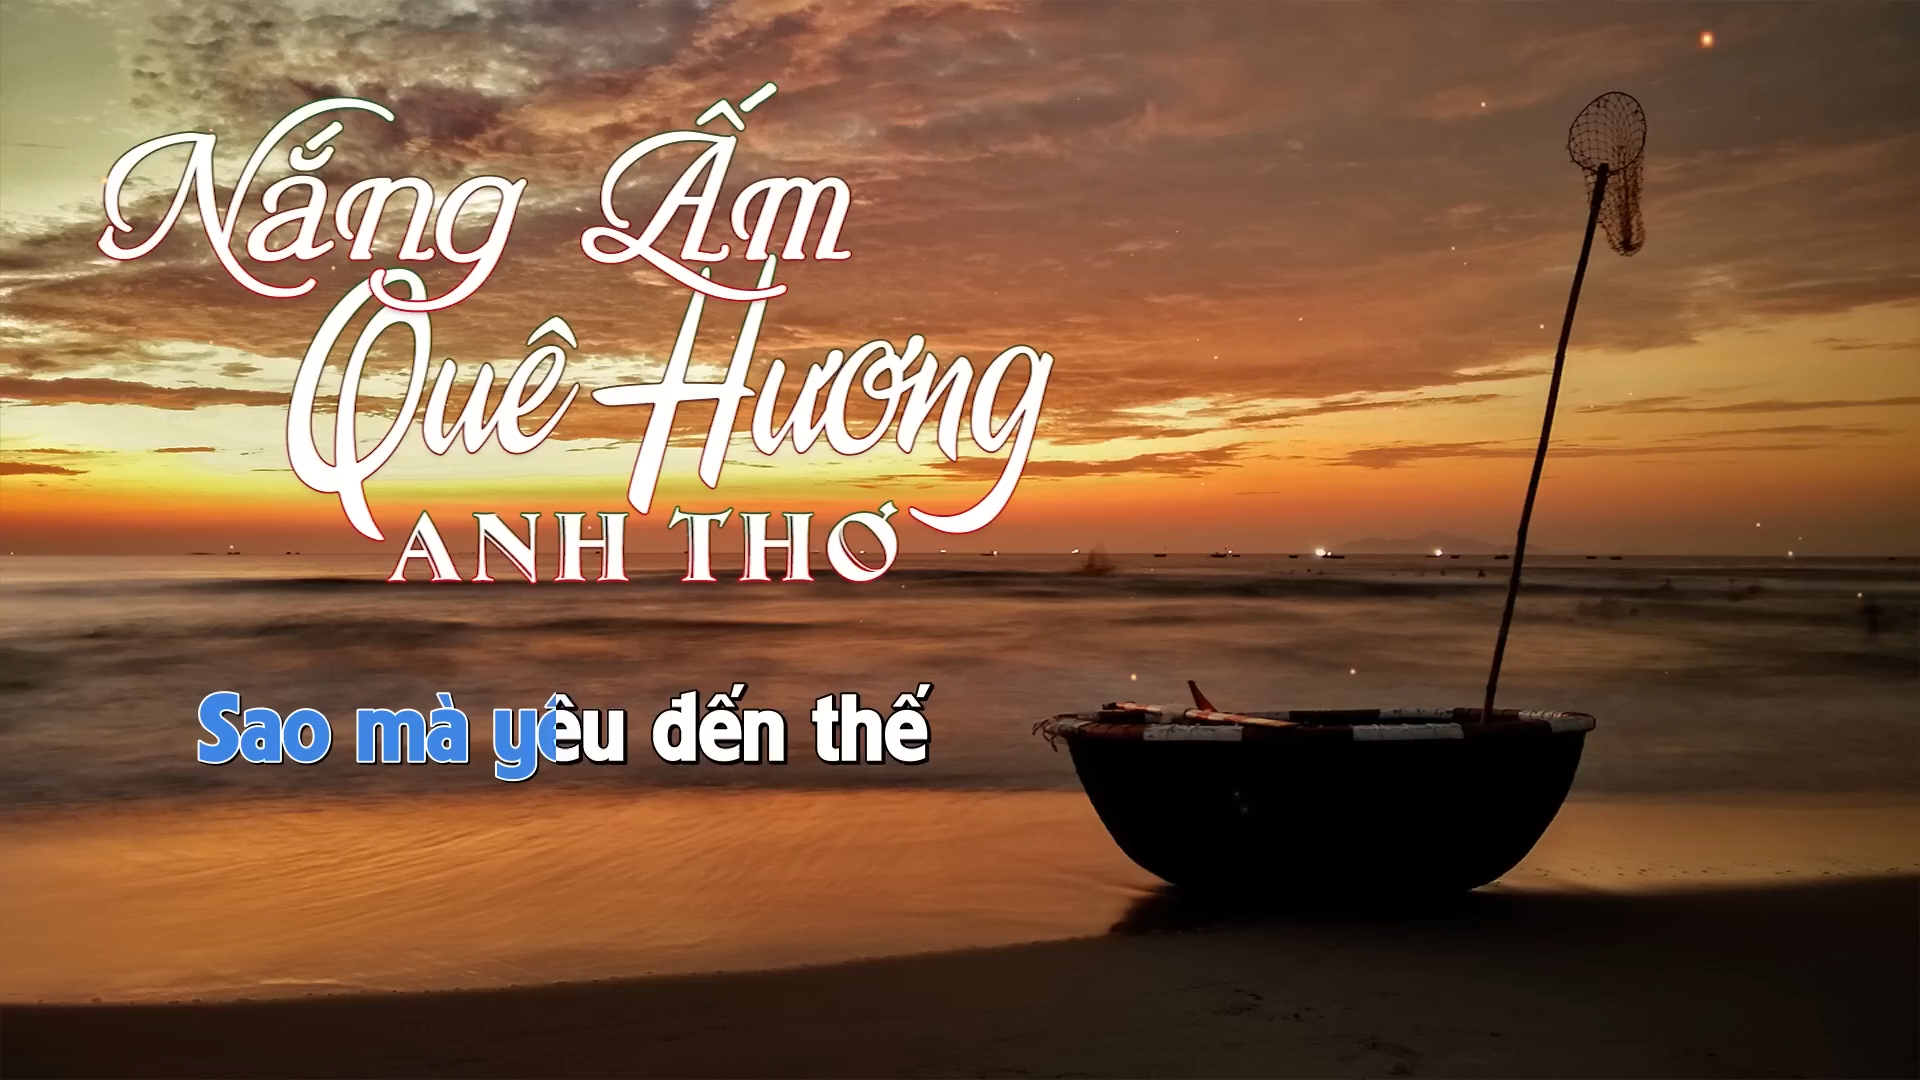 Nắng Ấm
Quê Hương
ANH THƠ
Sao mà yêu đến thế